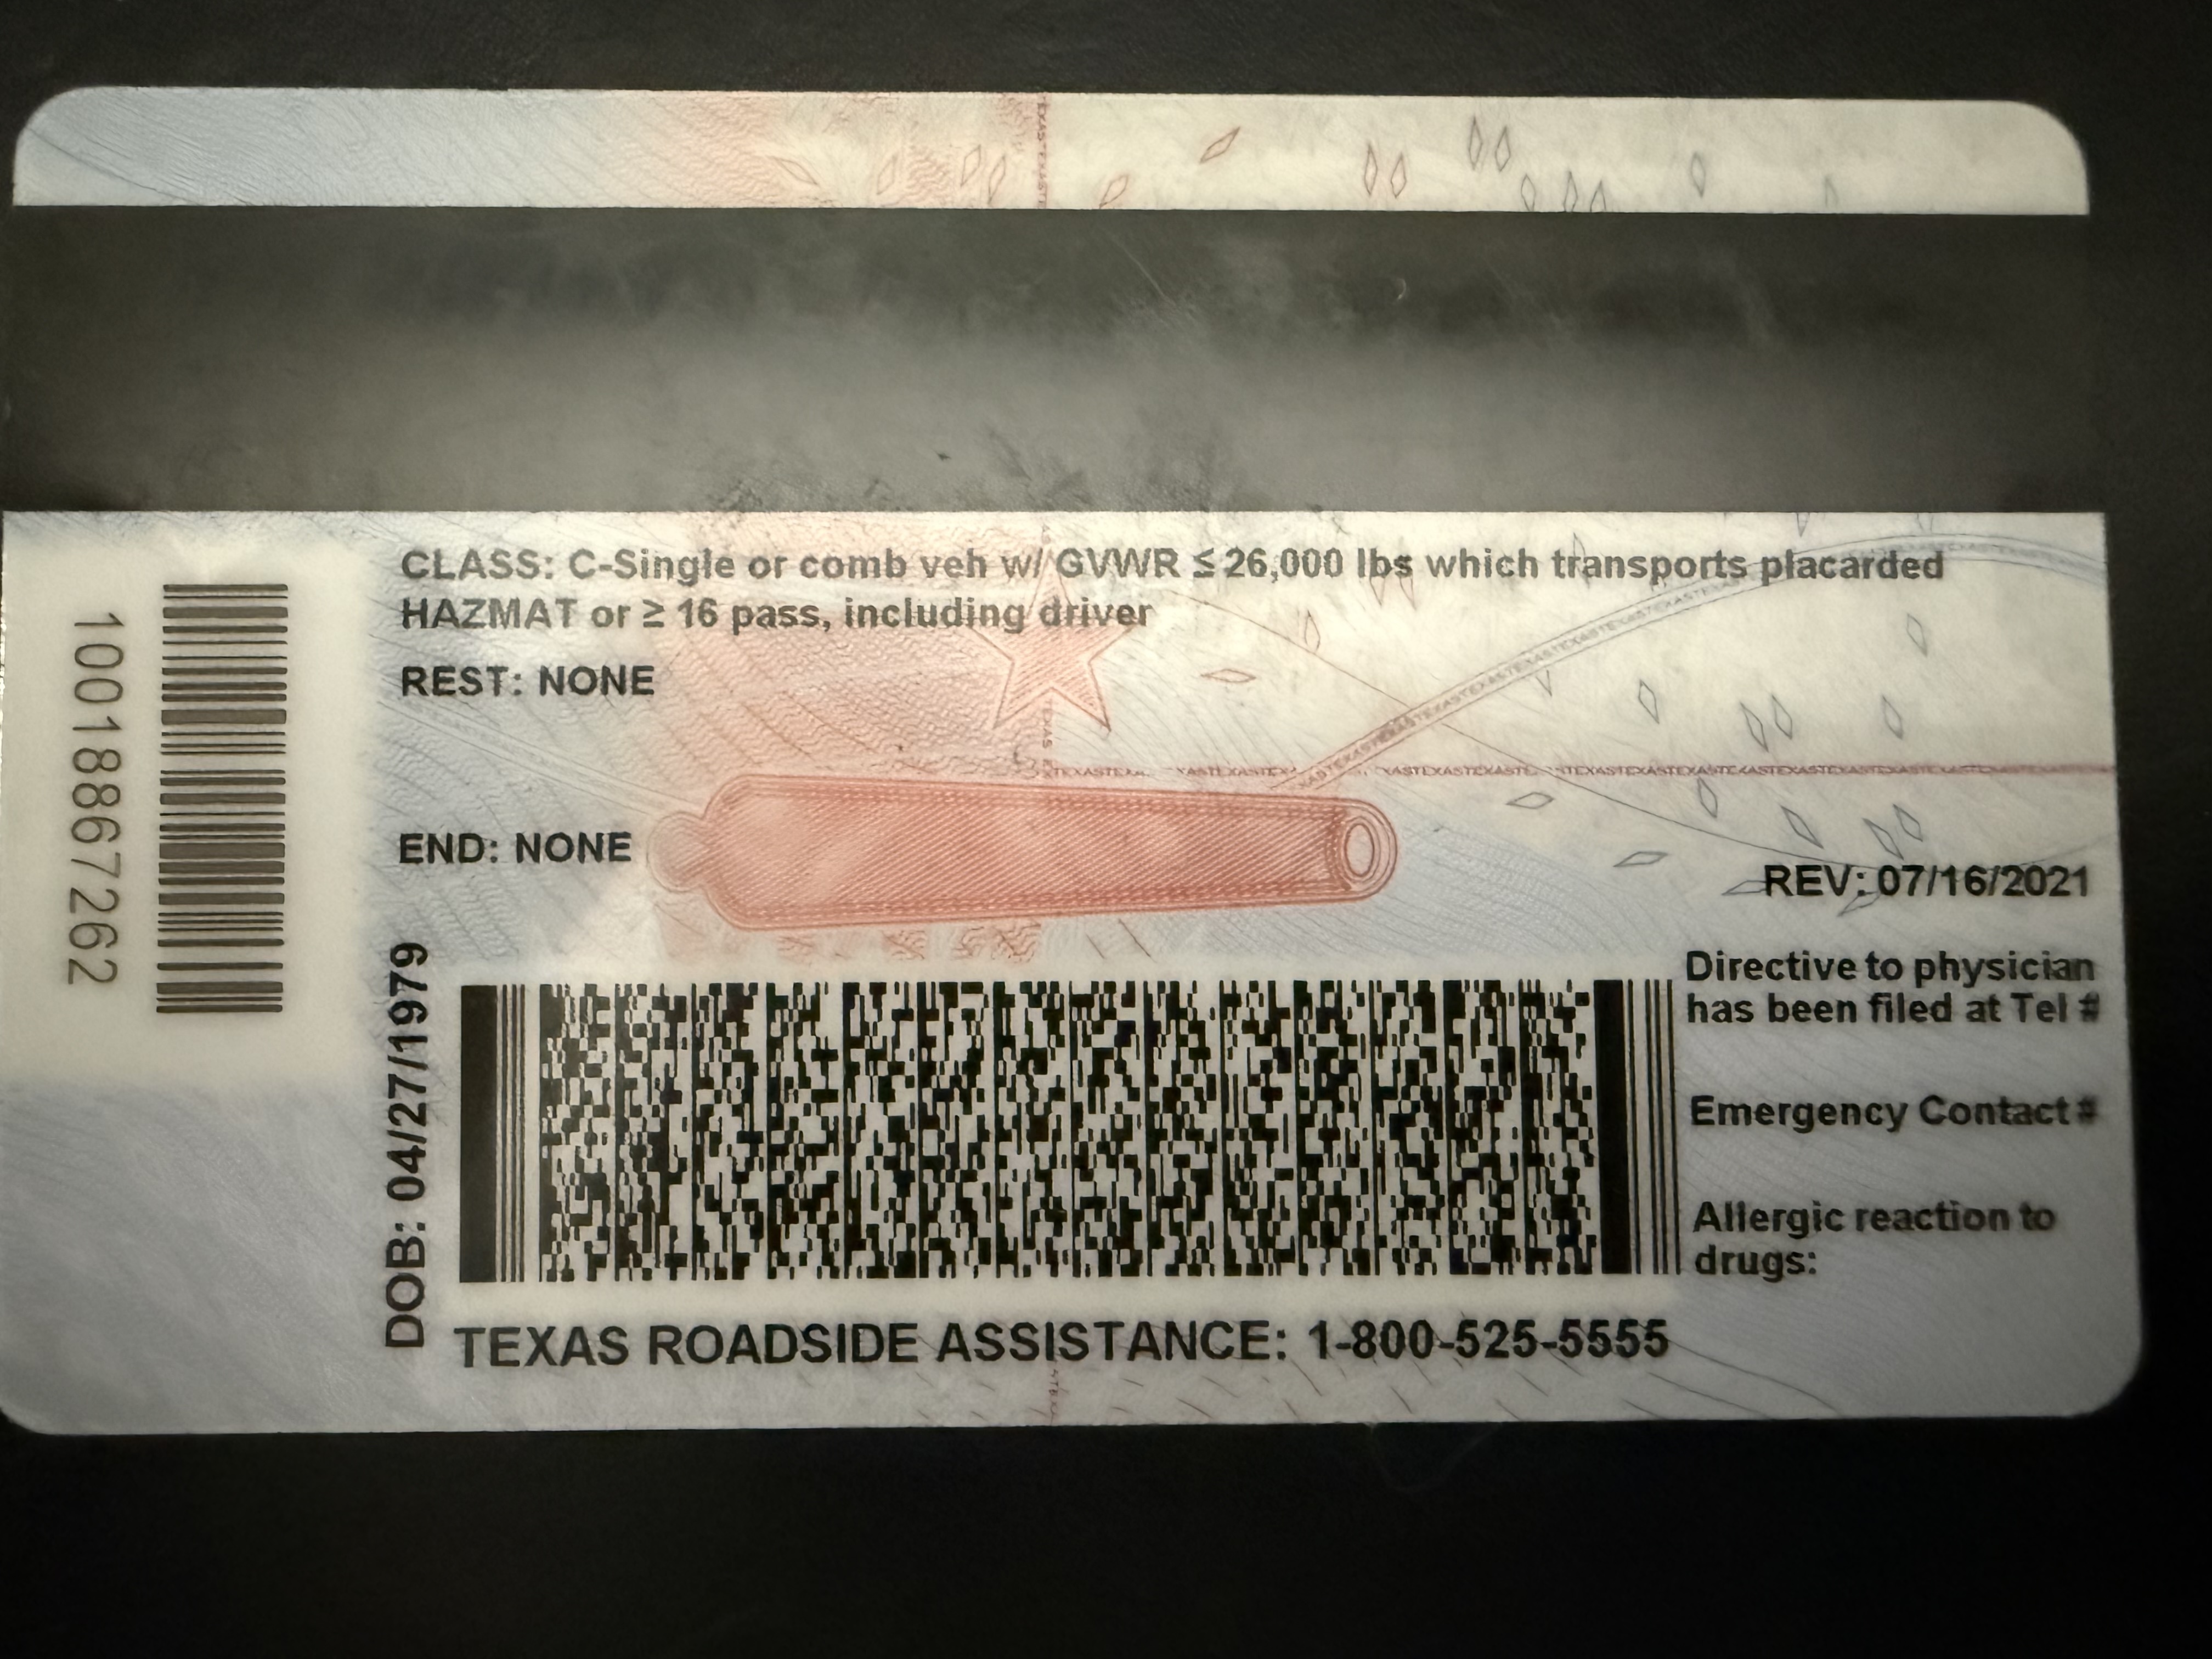 CLASS: C-Single or comb veh w/ GVWR ≤ 26,000 lbs which transports placarded
HAZMAT or ≥ 16 pass, including driver
REST: NONE
END: NONE
REV: 07/16/2021
10018867262
DOB: 04/27/1979
Directive to physician
has been filed at Tel #
Emergency Contact #
Allergic reaction to
drugs:
TEXAS ROADSIDE ASSISTANCE: 1-800-525-5555